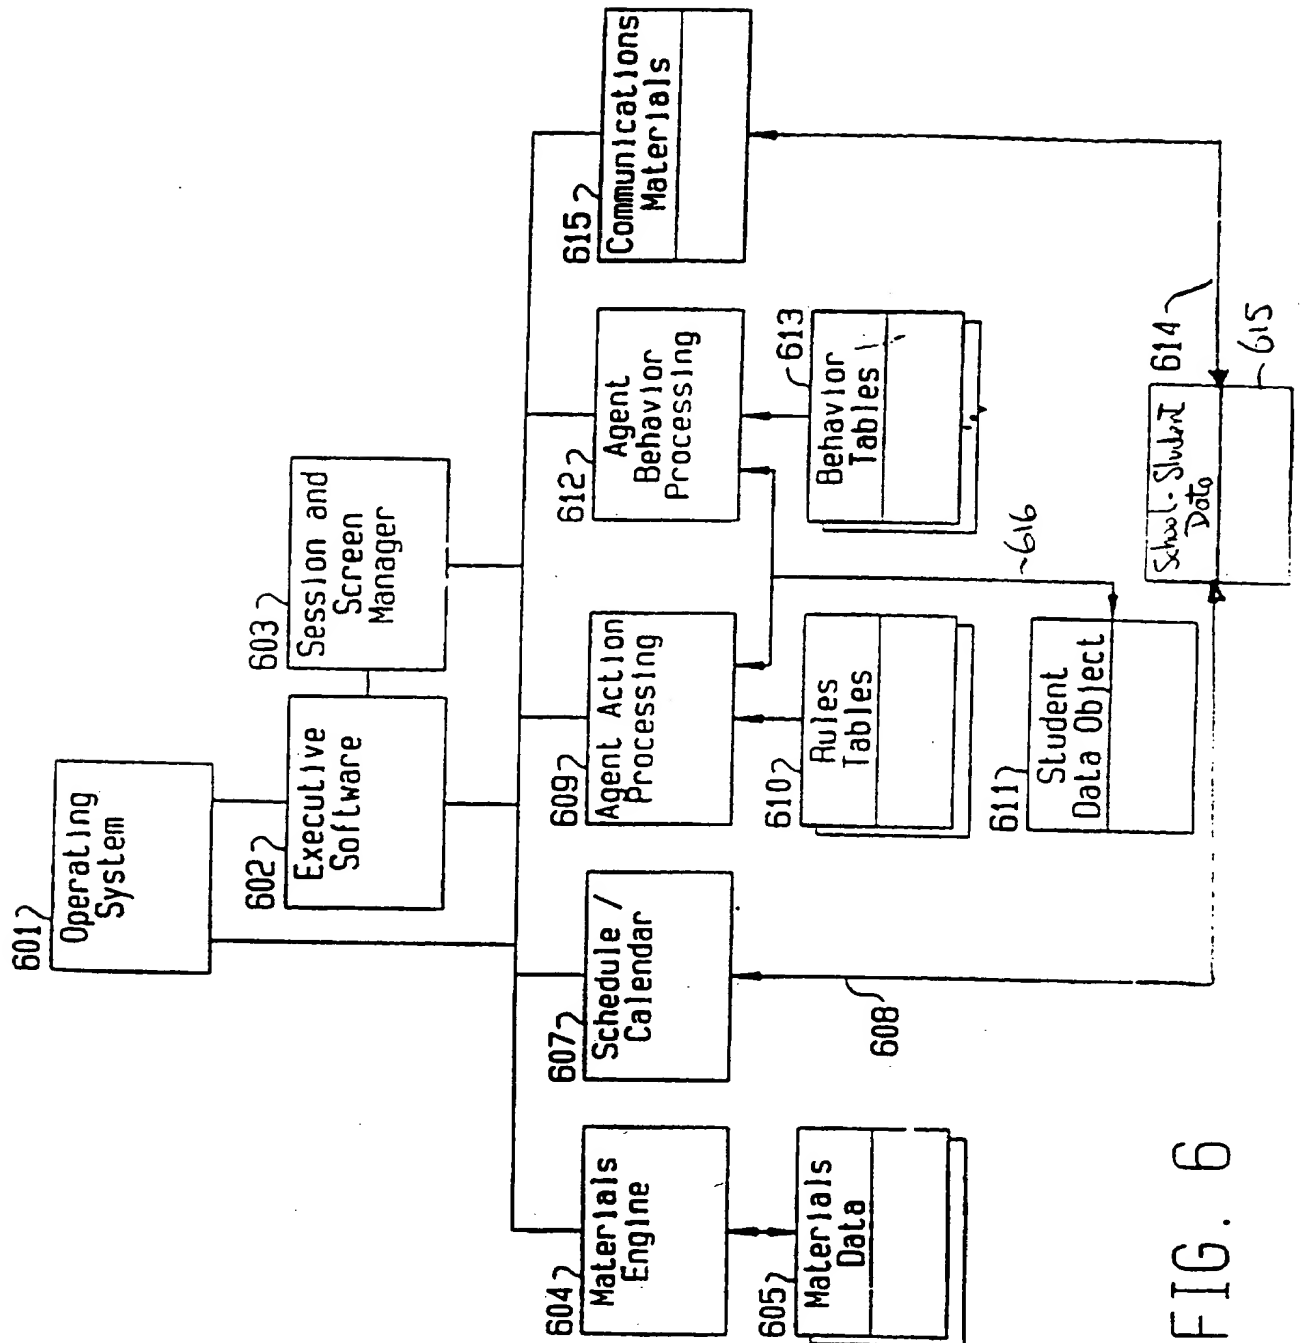 601
Operating
System
602
Executive
Software
603
Session and
Screen
Manager
604
Materials
Engine
607
Schedule /
Calendar
609
Agent Action
Processing
612
Agent
Behavior
Processing
615
Communications
Materials
605
Materials
Data
608
610
Rules
Tables
613
Behavior
Tables
616
611
Student
Data Object
614
School-Student
Data
615
FIG. 6